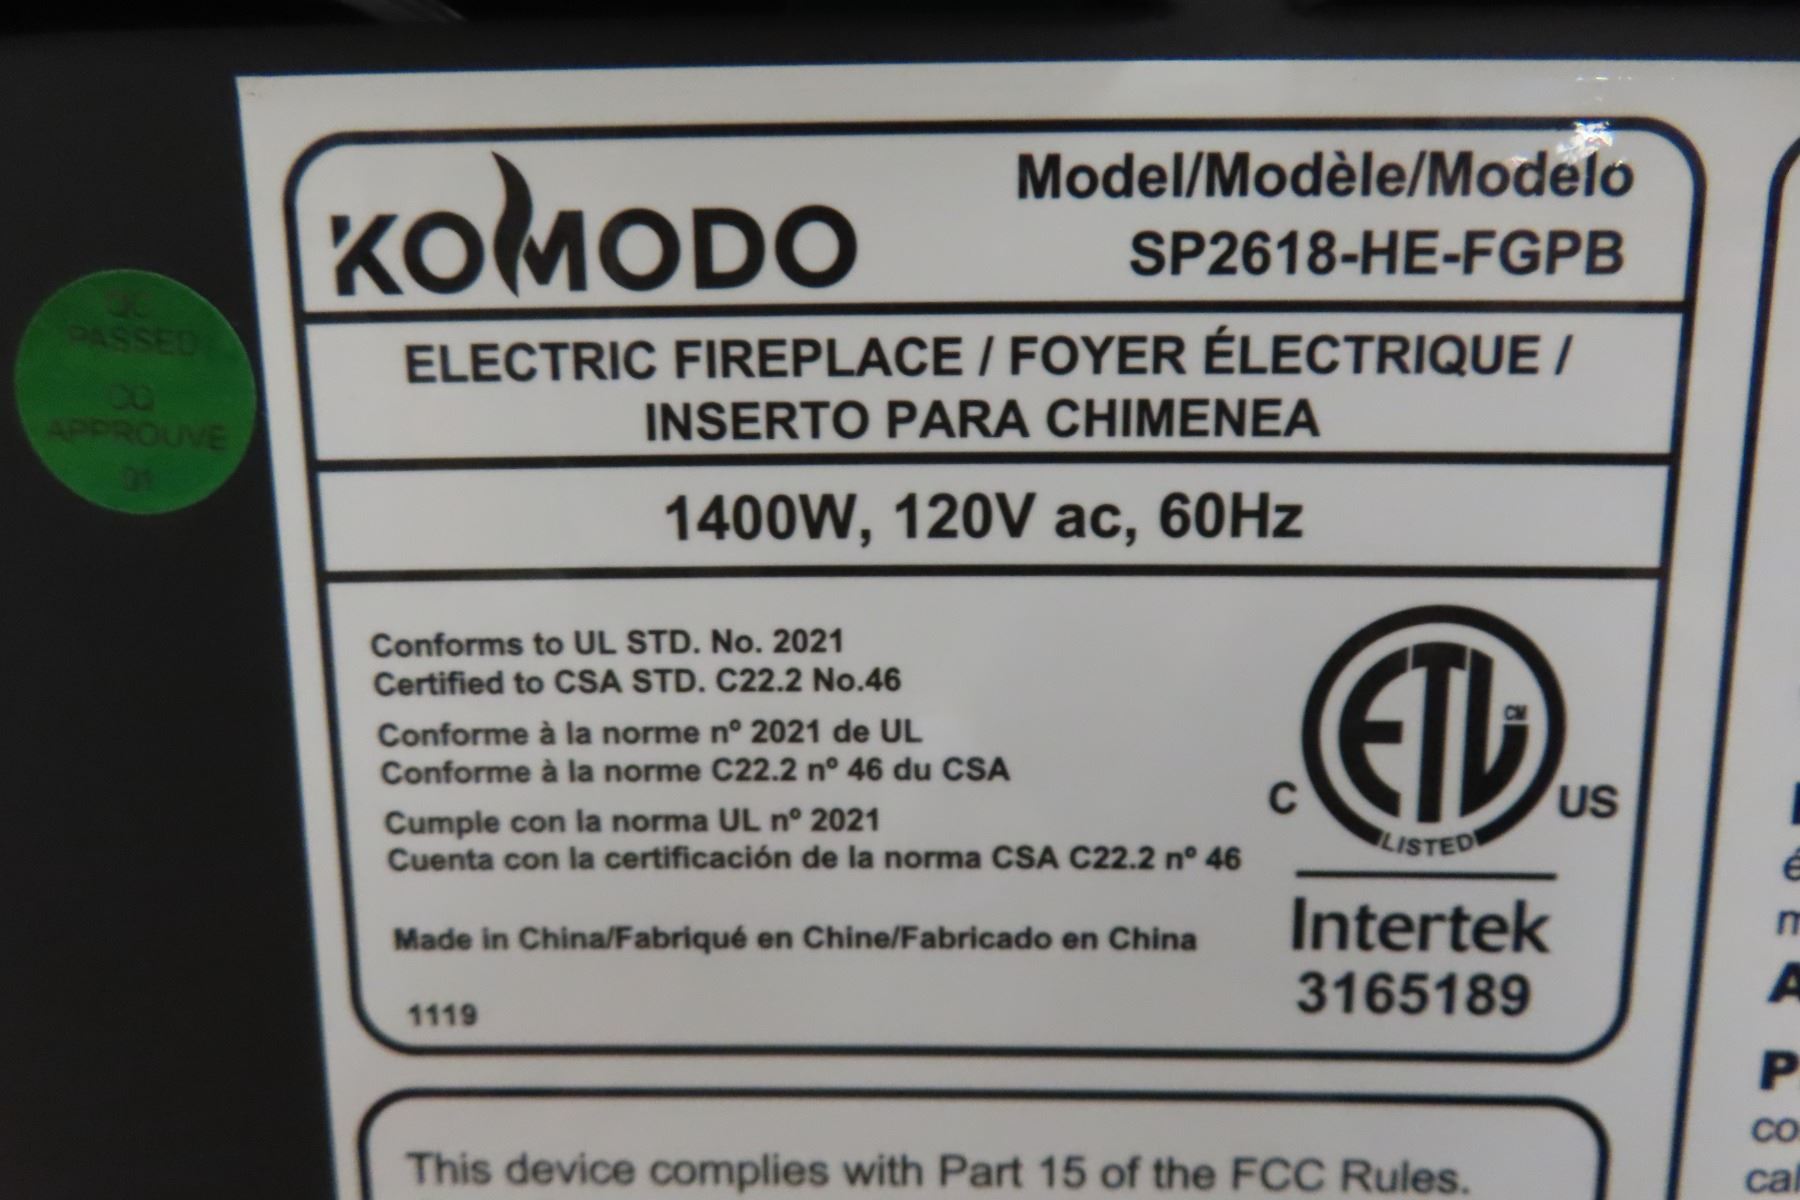 KOMODO
Model/Modèle/Modelo
SP2618-HE-FGPB
ELECTRIC FIREPLACE / FOYER ÉLECTRIQUE /
INSERTO PARA CHIMENEA
1400W, 120V ac, 60Hz
Conforms to UL STD. No. 2021
Certified to CSA STD. C22.2 No.46
Conforme à la norme nº 2021 de UL
Conforme à la norme C22.2 nº 46 du CSA
Cumple con la norma UL nº 2021
Cuenta con la certificación de la norma CSA C22.2 nº 46
Made in China/Fabriqué en Chine/Fabricado en China
1119
ETL CM
C US
LISTED
Intertek
3165189
This device complies with Part 15 of the FCC Rules.
QC
PASSED
CQ
APPROUVE
01